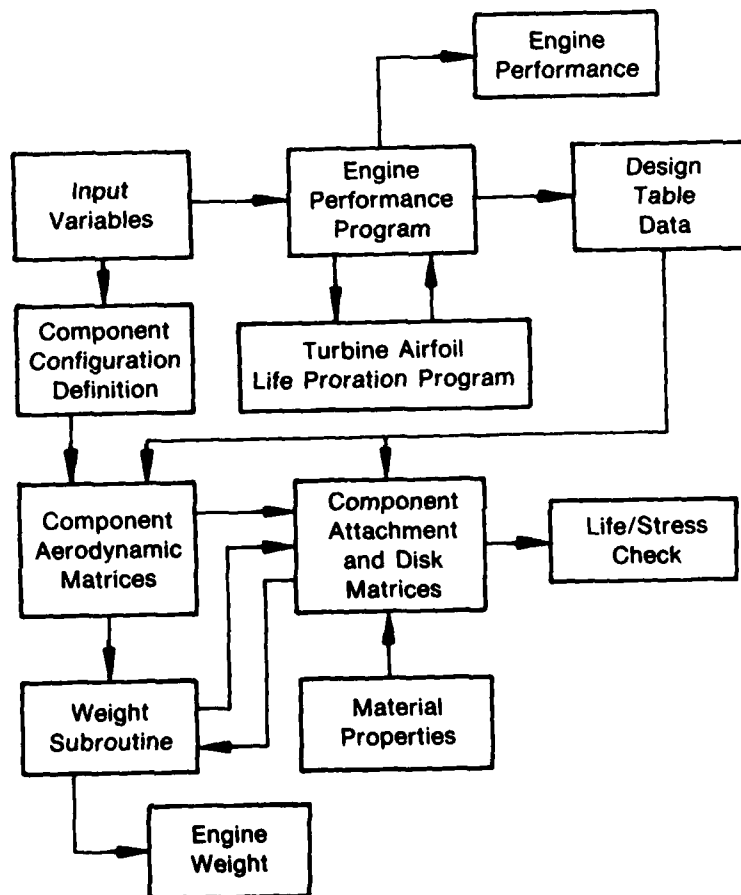 Engine
Performance
Input
Variables
Engine
Performance
Program
Design
Table
Data
Component
Configuration
Definition
Turbine Airfoil
Life Proration Program
Component
Aerodynamic
Matrices
Component
Attachment
and Disk
Matrices
Life/Stress
Check
Weight
Subroutine
Material
Properties
Engine
Weight